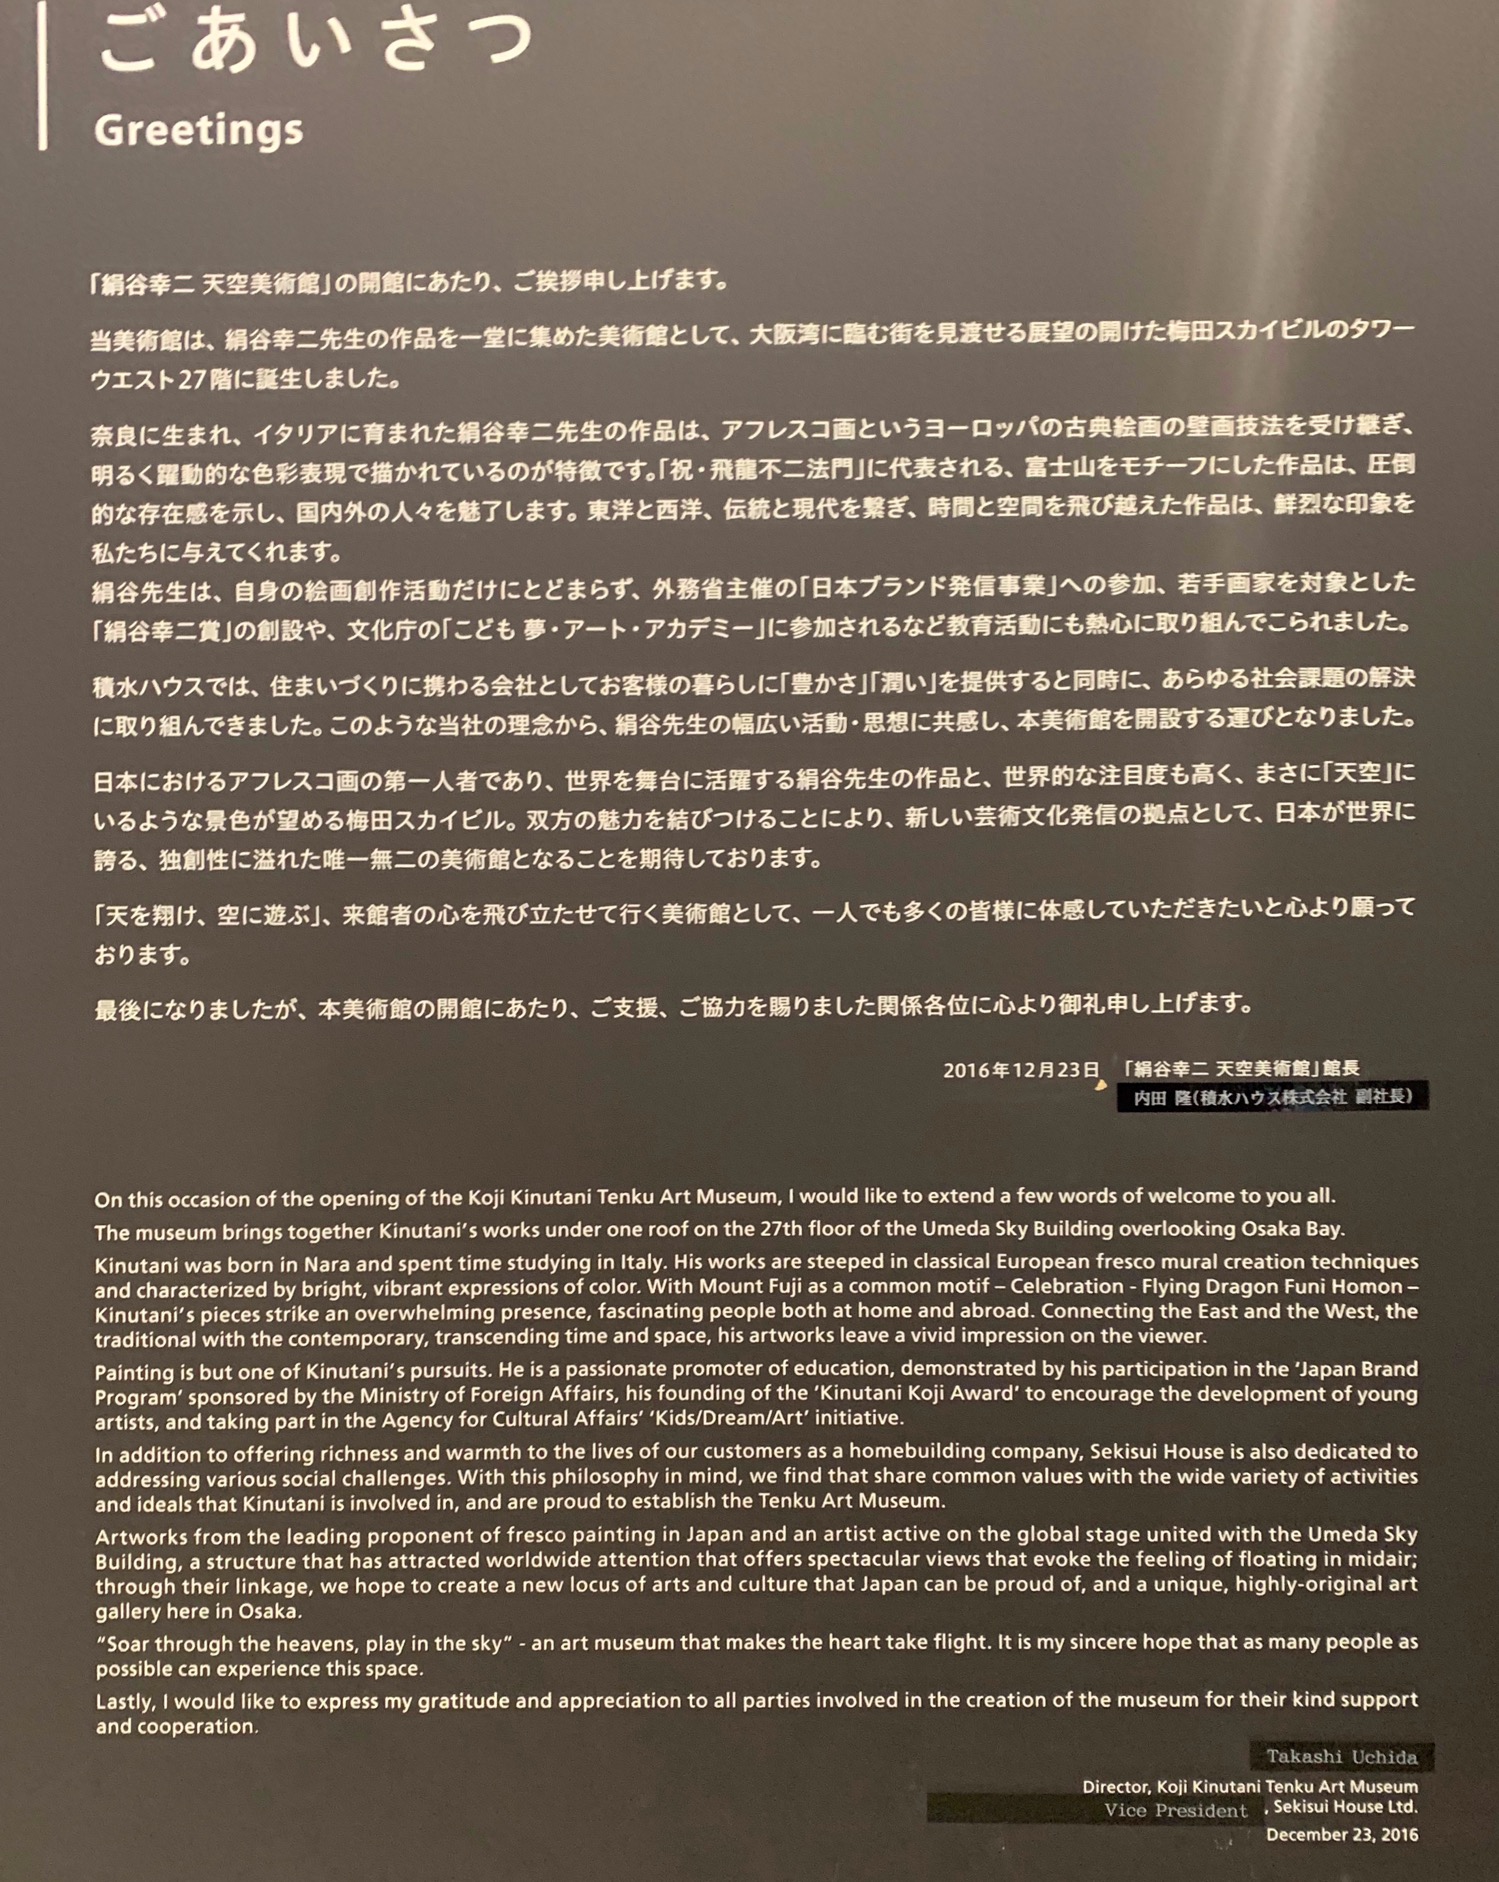 ごあいさつ
Greetings
「絹谷幸二 天空美術館」の開館にあたり、ご挨拶申し上げます。
当美術館は、絹谷幸二先生の作品を一堂に集めた美術館として、大阪湾に臨む街を見渡せる展望の開けた梅田スカイビルのタワー
ウエスト27階に誕生しました。
奈良に生まれ、イタリアに育まれた絹谷幸二先生の作品は、アフレスコ画というヨーロッパの古典絵画の壁画技法を受け継ぎ、
明るく躍動的な色彩表現で描かれているのが特徴です。「祝・飛龍不二法門」に代表される、富士山をモチーフにした作品は、圧倒
的な存在感を示し、国内外の人々を魅了します。東洋と西洋、伝統と現代を繋ぎ、時間と空間を飛び越えた作品は、鮮烈な印象を
私たちに与えてくれます。
絹谷先生は、自身の絵画創作活動だけにとどまらず、外務省主催の「日本ブランド発信事業」への参加、若手画家を対象とした
「絹谷幸二賞」の創設や、文化庁の「こども 夢・アート・アカデミー」に参加されるなど教育活動にも熱心に取り組んでこられました。
積水ハウスでは、住まいづくりに携わる会社としてお客様の暮らしに「豊かさ」「潤い」を提供すると同時に、あらゆる社会課題の解決
に取り組んできました。このような当社の理念から、絹谷先生の幅広い活動・思想に共感し、本美術館を開設する運びとなりました。
日本におけるアフレスコ画の第一人者であり、世界を舞台に活躍する絹谷先生の作品と、世界的な注目度も高く、まさに「天空」に
いるような景色が望める梅田スカイビル。双方の魅力を結びつけることにより、新しい芸術文化発信の拠点として、日本が世界に
誇る、独創性に溢れた唯一無二の美術館となることを期待しております。
「天を翔け、空に遊ぶ」、来館者の心を飛び立たせて行く美術館として、一人でも多くの皆様に体感していただきたいと心より願って
おります。
最後になりましたが、本美術館の開館にあたり、ご支援、ご協力を賜りました関係各位に心より御礼申し上げます。
2016年12月23日 「絹谷幸二 天空美術館」館長
内田 隆(積水ハウス株式会社 副社長)
On this occasion of the opening of the Koji Kinutani Tenku Art Museum, I would like to extend a few words of welcome to you all.
The museum brings together Kinutani's works under one roof on the 27th floor of the Umeda Sky Building overlooking Osaka Bay.
Kinutani was born in Nara and spent time studying in Italy. His works are steeped in classical European fresco mural creation techniques
and characterized by bright, vibrant expressions of color. With Mount Fuji as a common motif – Celebration - Flying Dragon Funi Homon –
Kinutani's pieces strike an overwhelming presence, fascinating people both at home and abroad. Connecting the East and the West, the
traditional with the contemporary, transcending time and space, his artworks leave a vivid impression on the viewer.
Painting is but one of Kinutani's pursuits. He is a passionate promoter of education, demonstrated by his participation in the 'Japan Brand
Program' sponsored by the Ministry of Foreign Affairs, his founding of the 'Kinutani Koji Award' to encourage the development of young
artists, and taking part in the Agency for Cultural Affairs' 'Kids/Dream/Art' initiative.
In addition to offering richness and warmth to the lives of our customers as a homebuilding company, Sekisui House is also dedicated to
addressing various social challenges. With this philosophy in mind, we find that share common values with the wide variety of activities
and ideals that Kinutani is involved in, and are proud to establish the Tenku Art Museum.
Artworks from the leading proponent of fresco painting in Japan and an artist active on the global stage united with the Umeda Sky
Building, a structure that has attracted worldwide attention that offers spectacular views that evoke the feeling of floating in midair;
through their linkage, we hope to create a new locus of arts and culture that Japan can be proud of, and a unique, highly-original art
gallery here in Osaka.
"Soar through the heavens, play in the sky" - an art museum that makes the heart take flight. It is my sincere hope that as many people as
possible can experience this space.
Lastly, I would like to express my gratitude and appreciation to all parties involved in the creation of the museum for their kind support
and cooperation.
Takashi Uchida
Director, Koji Kinutani Tenku Art Museum
Vice President , Sekisui House Ltd.
December 23, 2016